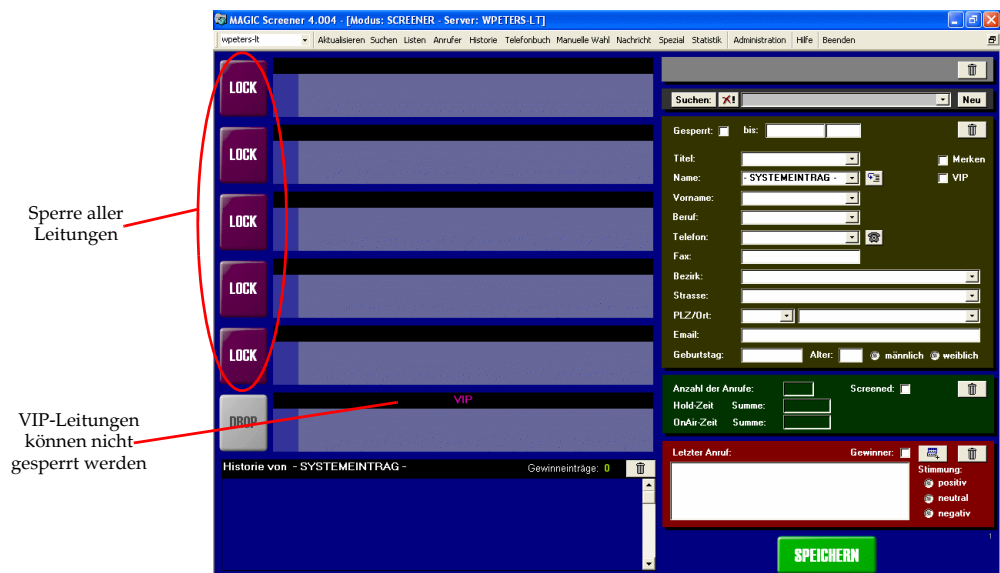 MAGIC Screener 4.004 - [Modus: SCREENER - Server: WPETERS-LT]
wpeters-lt Aktualisieren Suchen Listen Anrufer Historie Telefonbuch Manuelle Wahl Nachricht Spezial Statistik Administration Hilfe Beenden
LOCK
LOCK
LOCK
LOCK
LOCK
DROP
VIP
Sperre aller
Leitungen
VIP-Leitungen
können nicht
gesperrt werden
Historie von - SYSTEMEINTRAG - Gewinneinträge: 0
Suchen: X! Neu
Gesperrt: bis:
Titel: Merken
Name: - SYSTEMEINTRAG - VIP
Vorname:
Beruf:
Telefon:
Fax:
Bezirk:
Strasse:
PLZ/Ort:
Email:
Geburtstag: Alter: männlich weiblich
Anzahl der Anrufe: Screened:
Hold-Zeit Summe:
OnAir-Zeit Summe:
Letzter Anruf: Gewinner:
Stimmung:
positiv
neutral
negativ
1
SPEICHERN